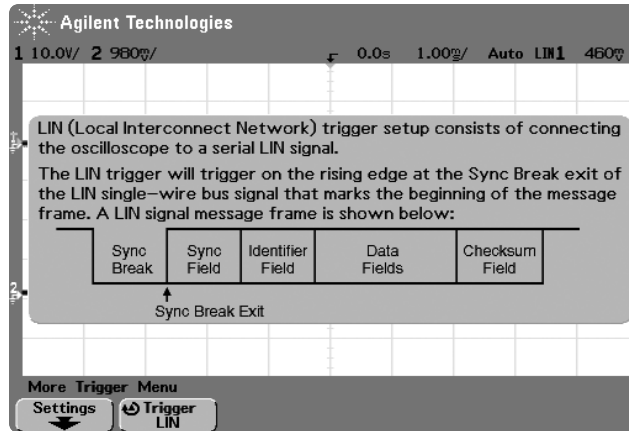 Agilent Technologies
1 10.0V/ 2 980mV/ 0.0s 1.00ms/ Auto LIN1 460mV
LIN (Local Interconnect Network) trigger setup consists of connecting
the oscilloscope to a serial LIN signal.
The LIN trigger will trigger on the rising edge at the Sync Break exit of
the LIN single-wire bus signal that marks the beginning of the message
frame. A LIN signal message frame is shown below:
Sync Break
Sync Field
Identifier Field
Data Fields
Checksum Field
Sync Break Exit
More Trigger Menu
Settings
Trigger
LIN